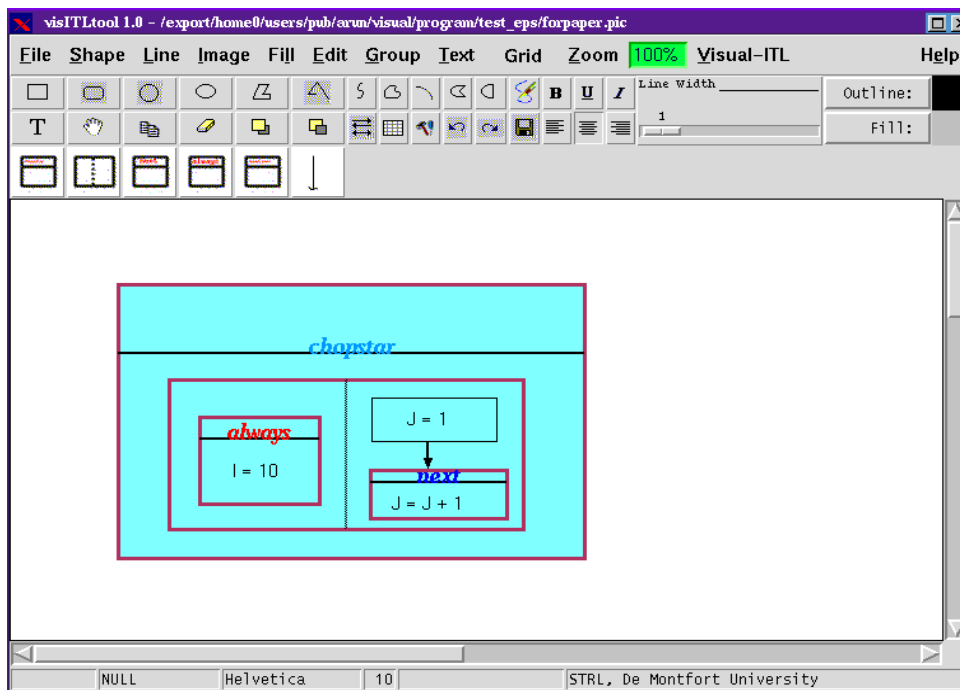 visITLtool 1.0 - /export/home0/users/pub/arun/visual/program/test_eps/forpaper.pic
File Shape Line Image Fill Edit Group Text Grid Zoom 100% Visual-ITL Help
B U I Line Width Outline:
T 1 Fill:
always
chopstar
always
I = 10
J = 1
next
J = J + 1
NULL Helvetica 10 STRL, De Montfort University